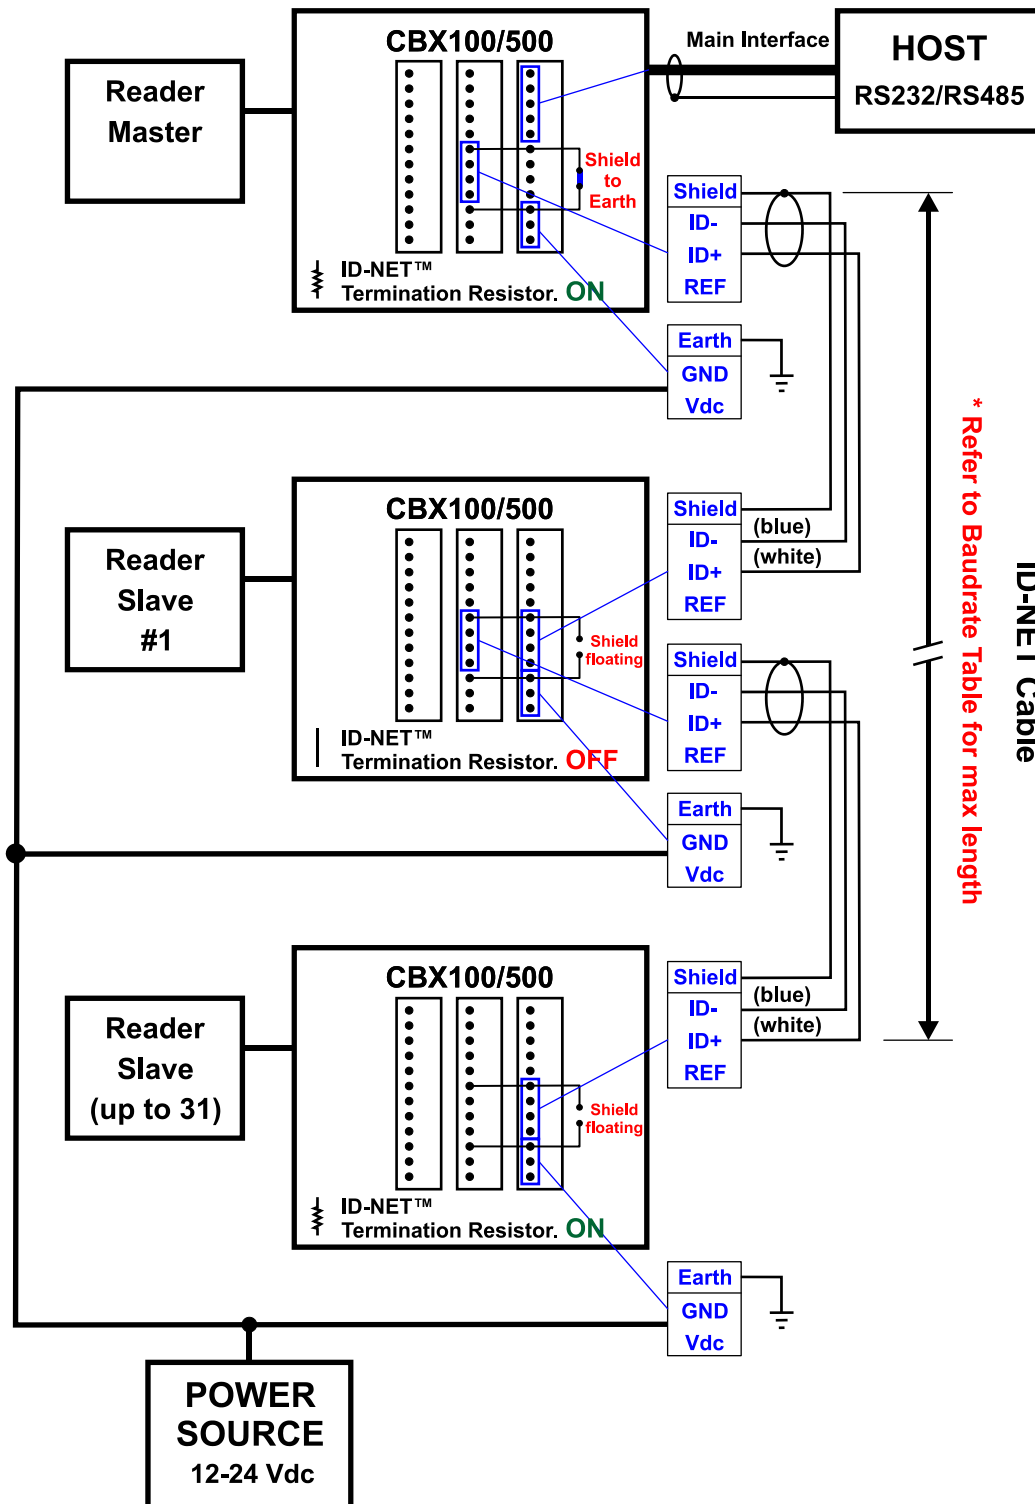 CBX100/500
Main Interface
HOST
RS232/RS485
Reader
Master
Shield
to
Earth
ID-NET™
Termination Resistor. ON
Shield
ID-
ID+
REF
Earth
GND
Vdc
CBX100/500
Reader
Slave
#1
Shield
floating
ID-NET™
Termination Resistor. OFF
Shield
ID-
ID+
REF
(blue)
(white)
Shield
ID-
ID+
REF
Earth
GND
Vdc
* Refer to Baudrate Table for max length
ID-NET Cable
CBX100/500
Reader
Slave
(up to 31)
Shield
floating
ID-NET™
Termination Resistor. ON
Shield
ID-
ID+
REF
(blue)
(white)
Earth
GND
Vdc
POWER
SOURCE
12-24 Vdc